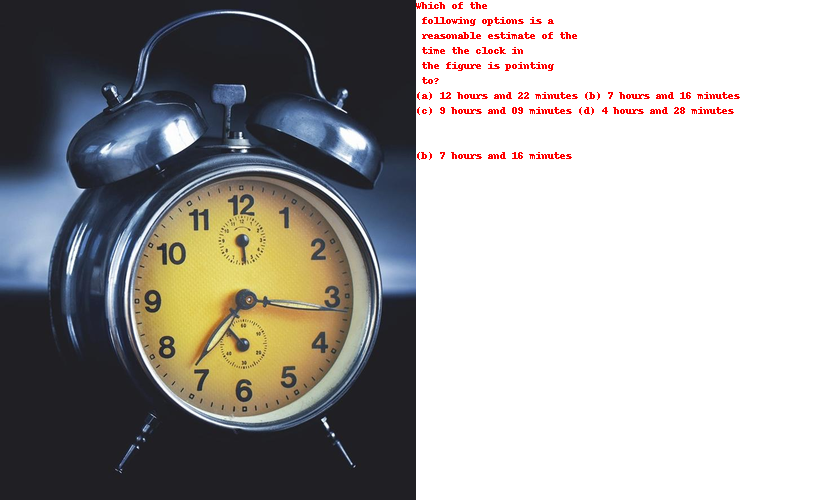 Which of the
following options is a
reasonable estimate of the
time the clock in
the figure is pointing
to?
(a) 12 hours and 22 minutes (b) 7 hours and 16 minutes
(c) 9 hours and 09 minutes (d) 4 hours and 28 minutes
(b) 7 hours and 16 minutes
12
11
1
10
2
9
3
8
4
7
5
6